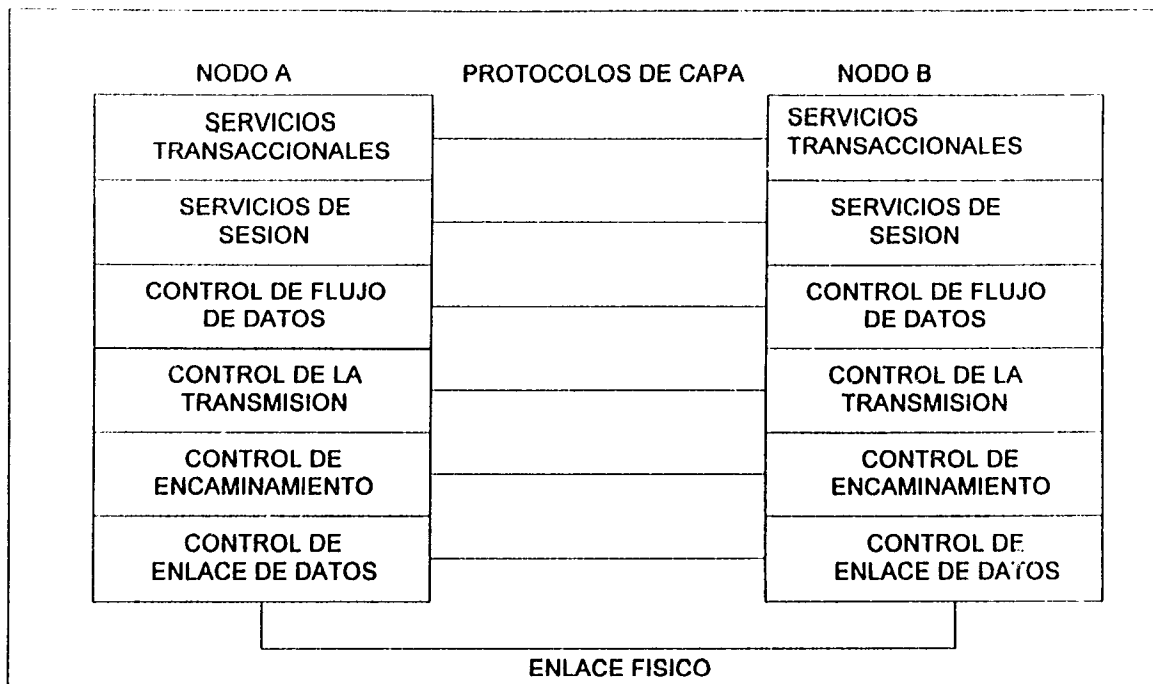 NODO A
PROTOCOLOS DE CAPA
NODO B
SERVICIOS
TRANSACCIONALES
SERVICIOS
TRANSACCIONALES
SERVICIOS DE
SESION
SERVICIOS DE
SESION
CONTROL DE FLUJO
DE DATOS
CONTROL DE FLUJO
DE DATOS
CONTROL DE LA
TRANSMISION
CONTROL DE LA
TRANSMISION
CONTROL DE
ENCAMINAMIENTO
CONTROL DE
ENCAMINAMIENTO
CONTROL DE
ENLACE DE DATOS
CONTROL DE
ENLACE DE DATOS
ENLACE FISICO